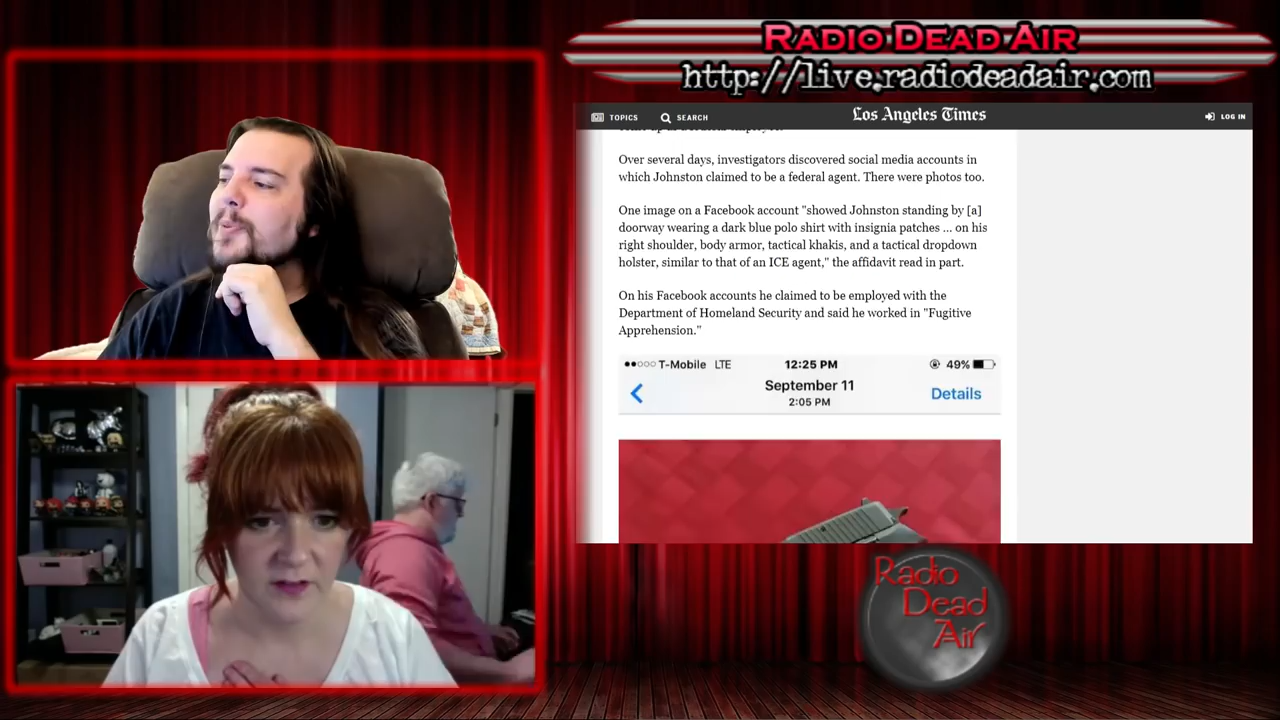 Radio Dead Air
http://live.radiodeadair.com
TOPICS
SEARCH
Los Angeles Times
LOG IN
Over several days, investigators discovered social media accounts in
which Johnston claimed to be a federal agent. There were photos too.
One image on a Facebook account "showed Johnston standing by [a]
doorway wearing a dark blue polo shirt with insignia patches ... on his
right shoulder, body armor, tactical khakis, and a tactical dropdown
holster, similar to that of an ICE agent," the affidavit read in part.
On his Facebook accounts he claimed to be employed with the
Department of Homeland Security and said he worked in "Fugitive
Apprehension."
T-Mobile LTE 12:25 PM 49%
September 11
2:05 PM
Details
Radio
Dead
Air